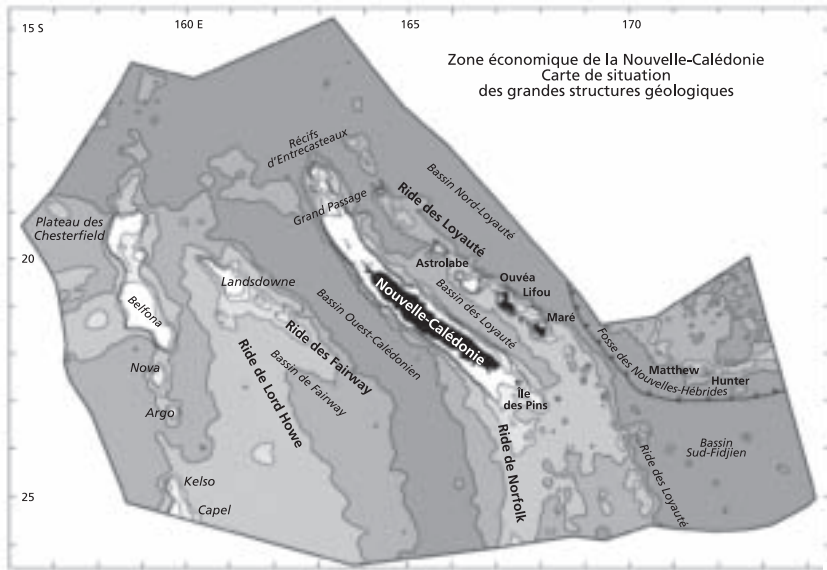 15 S
160 E
165
170
Zone économique de la Nouvelle-Calédonie
Carte de situation
des grandes structures géologiques
Récifs
d'Entrecasteaux
Bassin Nord-Loyauté
Grand Passage
Ride des Loyauté
Plateau des
Chesterfield
20
Astrolabe
Ouvéa
Lifou
Landsdowne
Nouvelle-Calédonie
Bassin des Loyauté
Maré
Belfona
Bassin Ouest-Calédonien
Ride des Fairway
Fosse des Nouvelles-Hébrides
Nova
Ride de Lord Howe
Bassin de Fairway
Matthew
Hunter
Île
des Pins
Argo
Ride de Norfolk
Bassin
Sud-Fidjien
Ride des Loyauté
Kelso
25
Capel